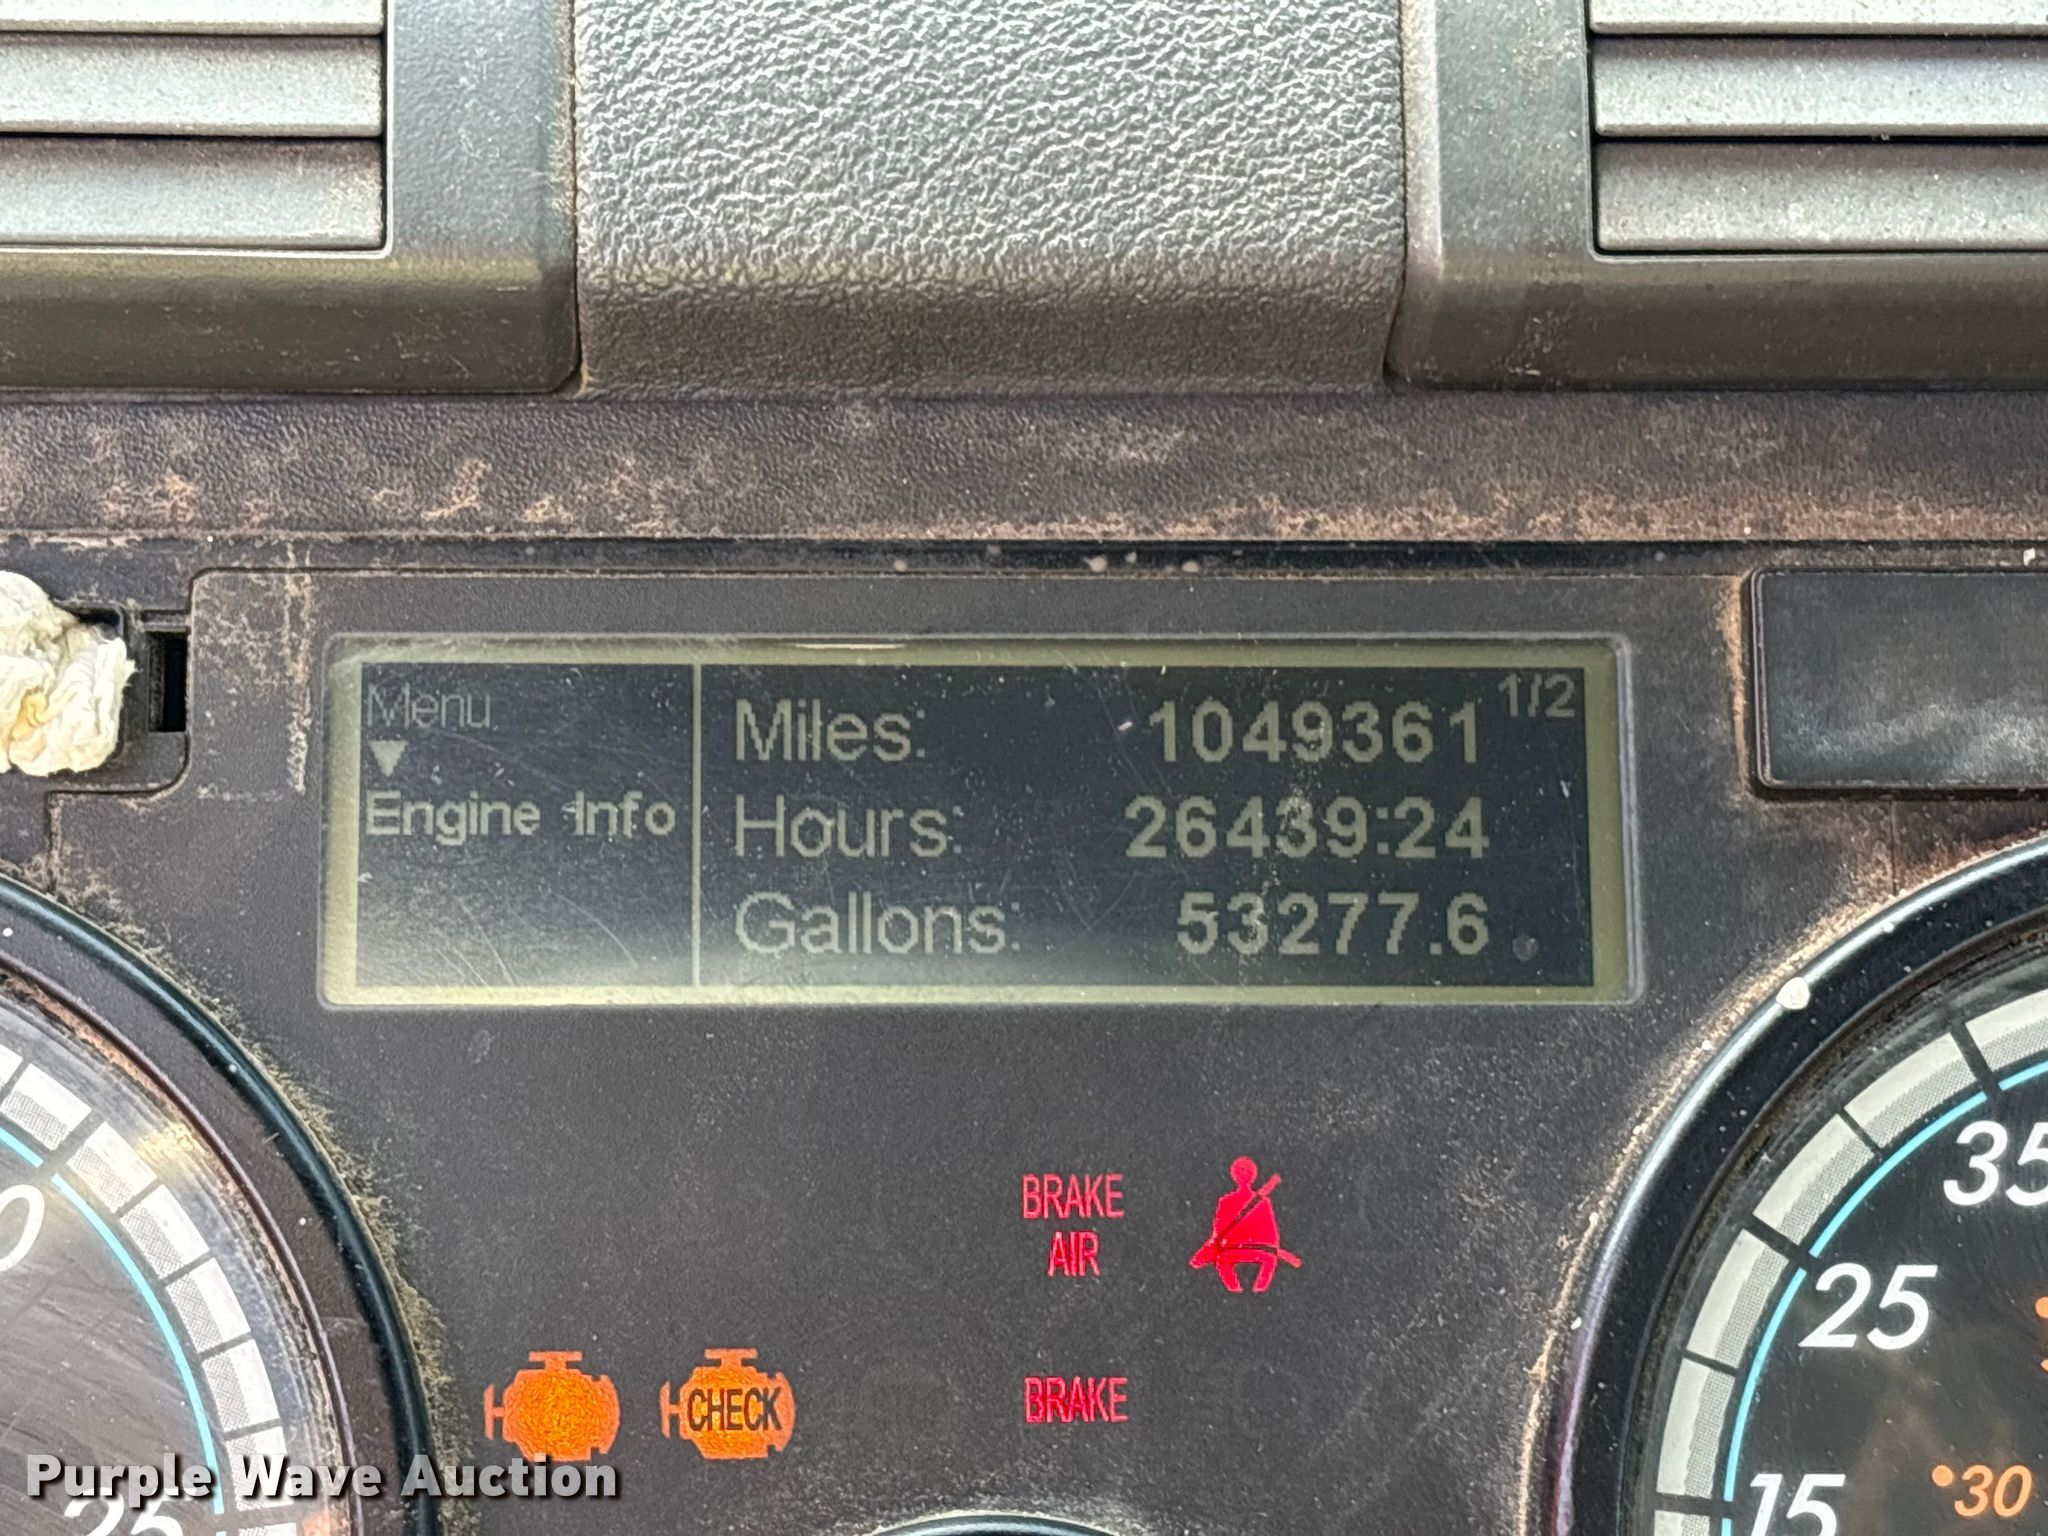 Menu
Engine Info
1/2
Miles: 1049361
Hours: 26439:24
Gallons: 53277.6
BRAKE
AIR
CHECK
BRAKE
35
25
15
30
25
Purple Wave Auction